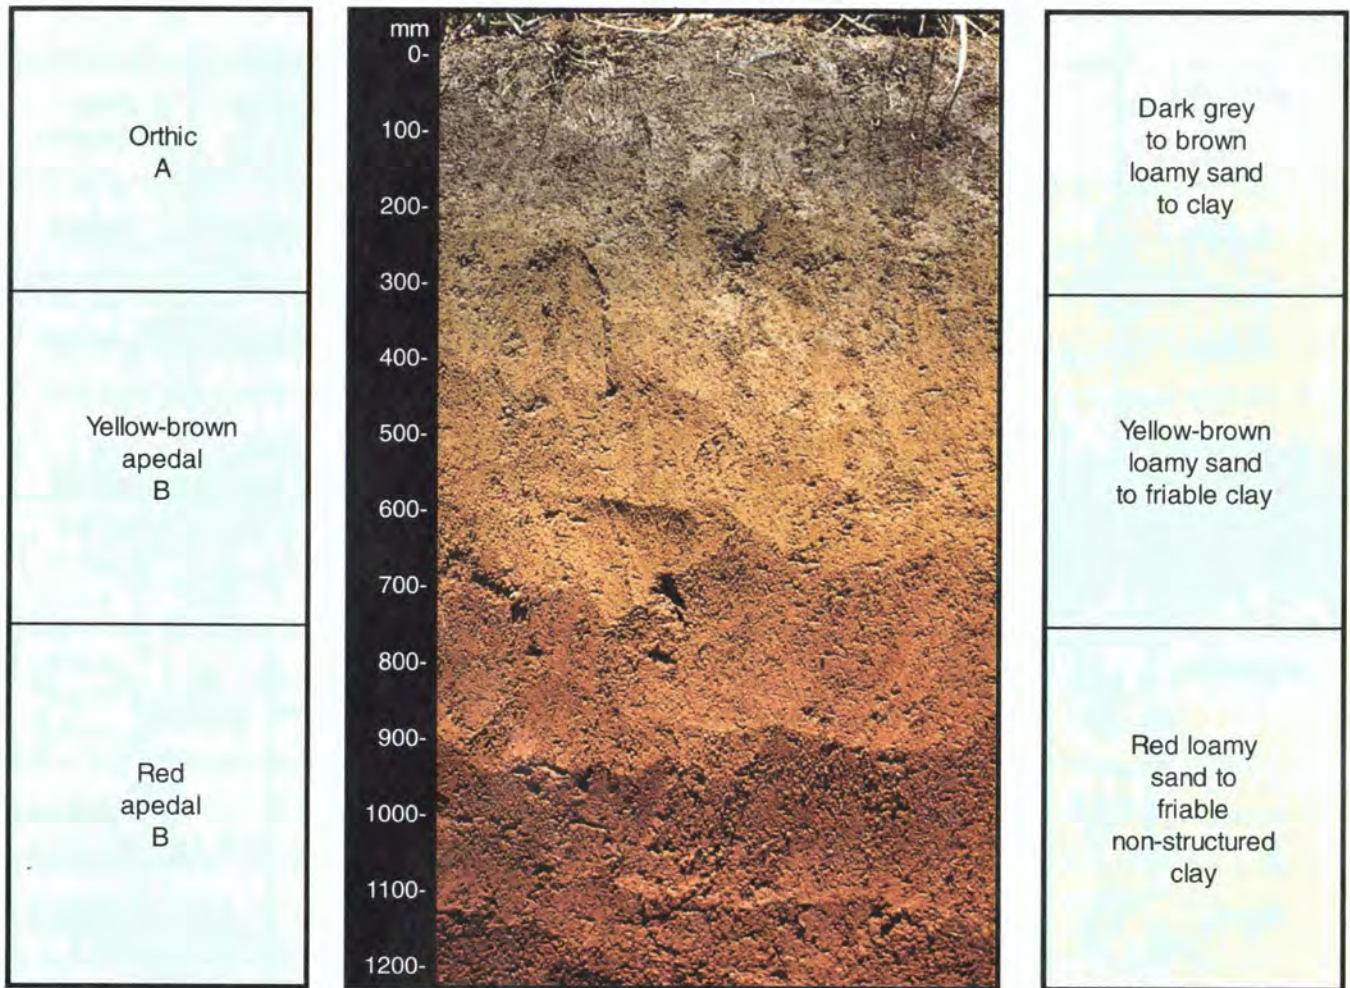 Orthic
A
Yellow-brown
apedal
B
Red
apedal
B
mm
0-
100-
200-
300-
400-
500-
600-
700-
800-
900-
1000-
1100-
1200-
Dark grey
to brown
loamy sand
to clay
Yellow-brown
loamy sand
to friable clay
Red loamy
sand to
friable
non-structured
clay